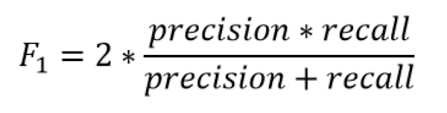 F₁ = 2 * precision * recall / precision + recall